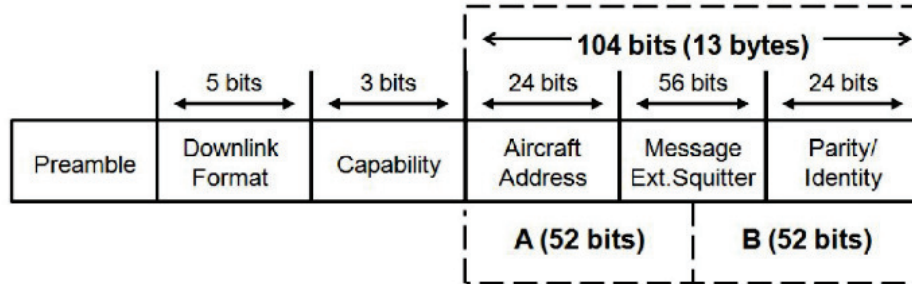 104 bits (13 bytes)
5 bits 3 bits 24 bits 56 bits 24 bits
Preamble Downlink Format Capability Aircraft Address Message Ext.Squitter Parity/ Identity
A (52 bits) B (52 bits)